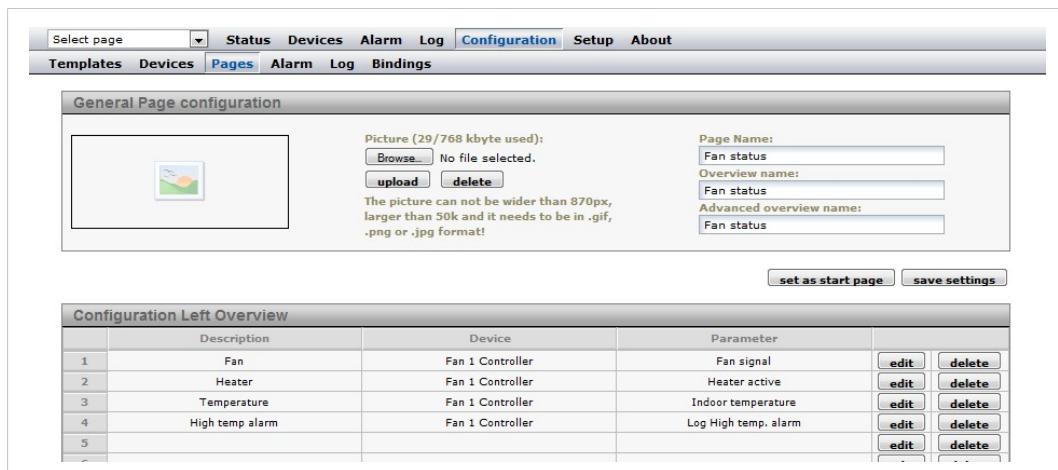 Select page Status Devices Alarm Log Configuration Setup About
Templates Devices Pages Alarm Log Bindings
General Page configuration
Picture (29/768 kbyte used):
Browse... No file selected.
upload delete
The picture can not be wider than 870px,
larger than 50k and it needs to be in .gif,
.png or .jpg format!
Page Name:
Fan status
Overview name:
Fan status
Advanced overview name:
Fan status
set as start page save settings
Configuration Left Overview
Description Device Parameter
1 Fan Fan 1 Controller Fan signal edit delete
2 Heater Fan 1 Controller Heater active edit delete
3 Temperature Fan 1 Controller Indoor temperature edit delete
4 High temp alarm Fan 1 Controller Log High temp. alarm edit delete
5 edit delete